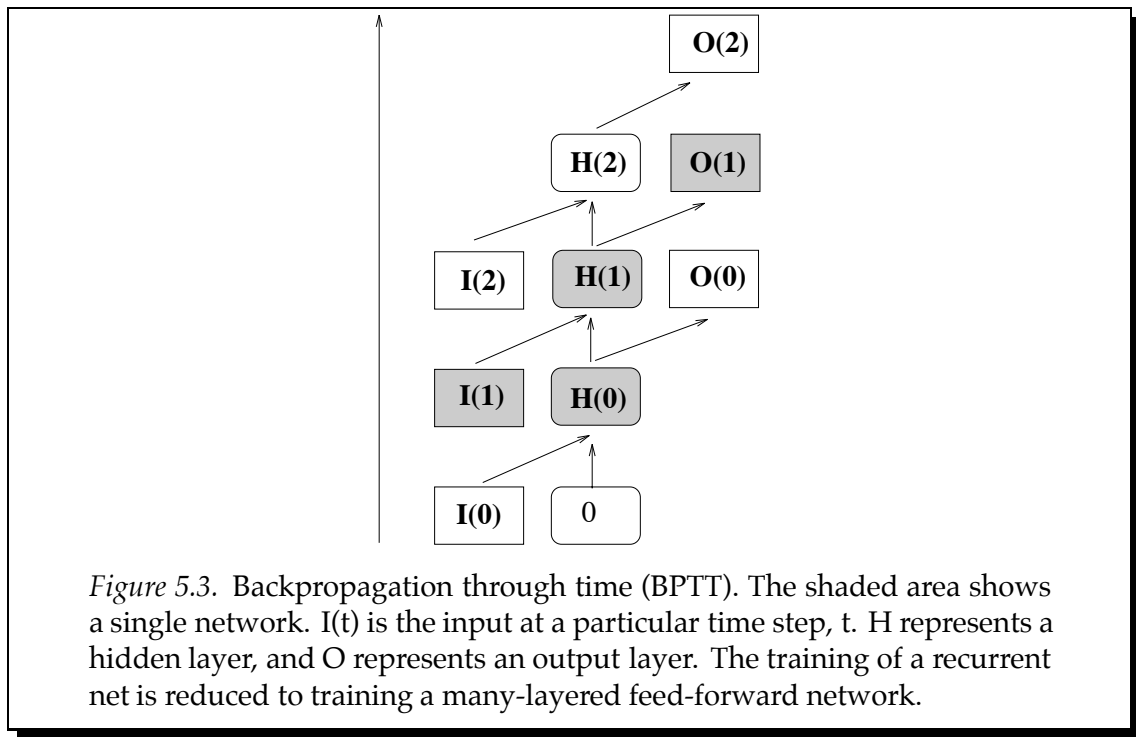 O(2)
H(2) O(1)
I(2) H(1) O(0)
I(1) H(0)
I(0) 0
Figure 5.3. Backpropagation through time (BPTT). The shaded area shows
a single network. I(t) is the input at a particular time step, t. H represents a
hidden layer, and O represents an output layer. The training of a recurrent
net is reduced to training a many-layered feed-forward network.